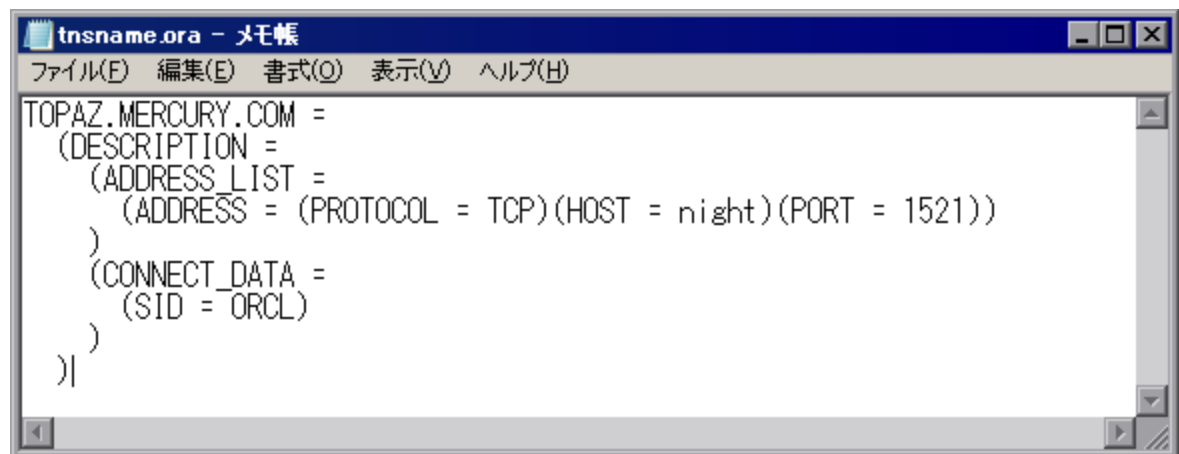 tnsname.ora - メモ帳
ファイル(F) 編集(E) 書式(O) 表示(V) ヘルプ(H)
TOPAZ.MERCURY.COM =
  (DESCRIPTION =
    (ADDRESS_LIST =
      (ADDRESS = (PROTOCOL = TCP)(HOST = night)(PORT = 1521))
    )
    (CONNECT_DATA =
      (SID = ORCL)
    )
  )